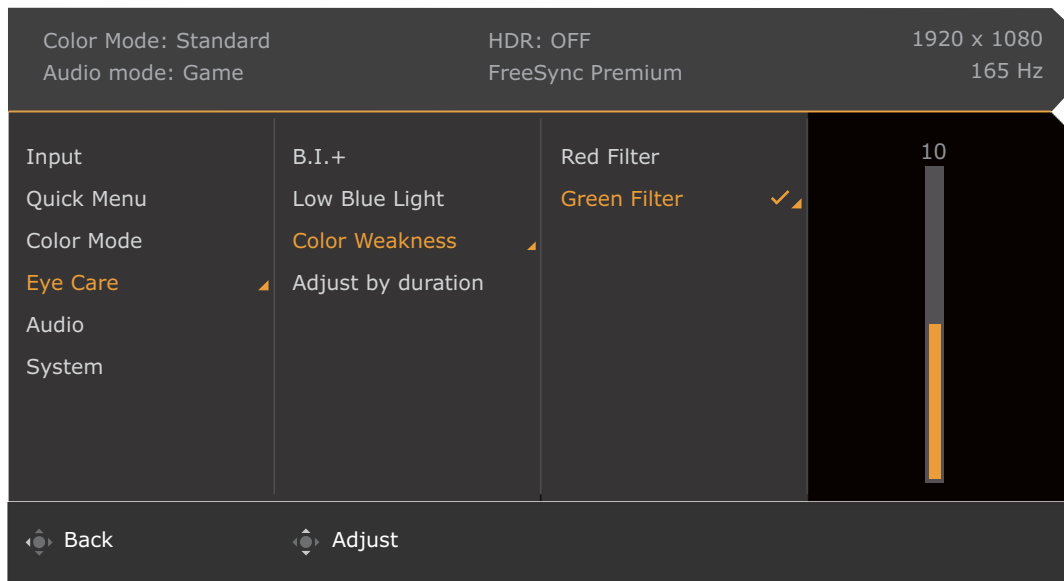 Color Mode: Standard
HDR: OFF
1920 x 1080
Audio mode: Game
FreeSync Premium
165 Hz
Input
Quick Menu
Color Mode
Eye Care
Audio
System
B.I.+
Low Blue Light
Color Weakness
Adjust by duration
Red Filter
Green Filter
10
Back
Adjust